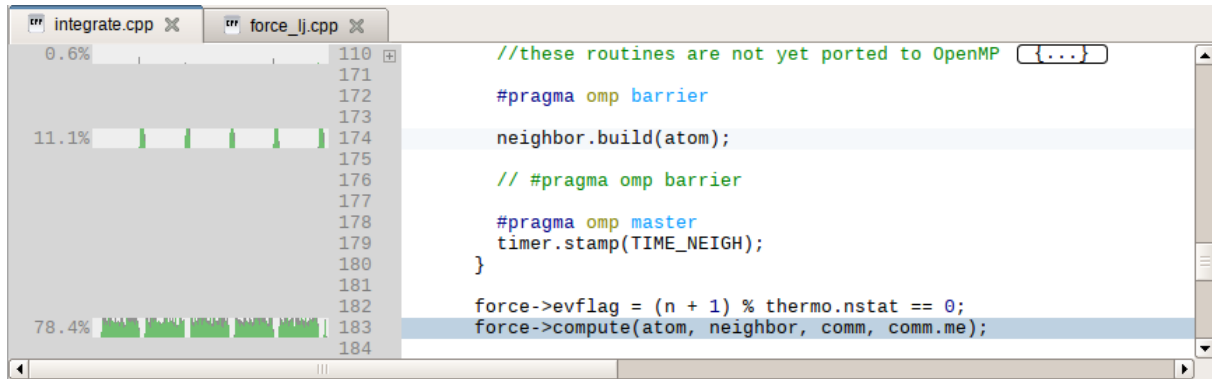 integrate.cpp force_lj.cpp
0.6% 110 //these routines are not yet ported to OpenMP {...}
171
172 #pragma omp barrier
173
11.1% 174 neighbor.build(atom);
175
176 // #pragma omp barrier
177
178 #pragma omp master
179 timer.stamp(TIME_NEIGH);
180 }
181
182 force->evflag = (n + 1) % thermo.nstat == 0;
78.4% 183 force->compute(atom, neighbor, comm, comm.me);
184